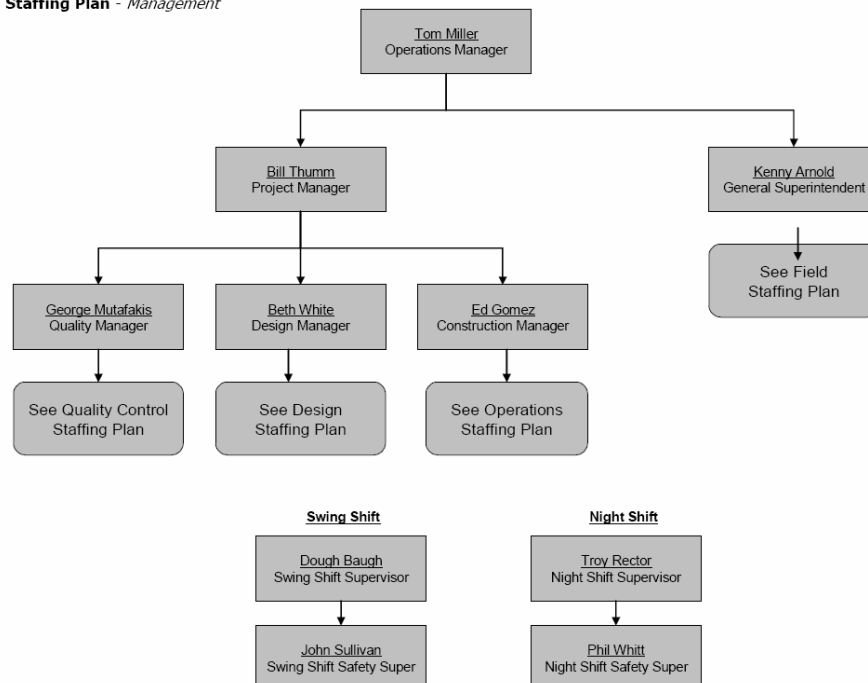 Staffing Plan - Management
Tom Miller
Operations Manager
Bill Thumm
Project Manager
Kenny Arnold
General Superintendent
See Field
Staffing Plan
George Mutafakis
Quality Manager
Beth White
Design Manager
Ed Gomez
Construction Manager
See Quality Control
Staffing Plan
See Design
Staffing Plan
See Operations
Staffing Plan
Swing Shift
Night Shift
Dough Baugh
Swing Shift Supervisor
Troy Rector
Night Shift Supervisor
John Sullivan
Swing Shift Safety Super
Phil Whitt
Night Shift Safety Super